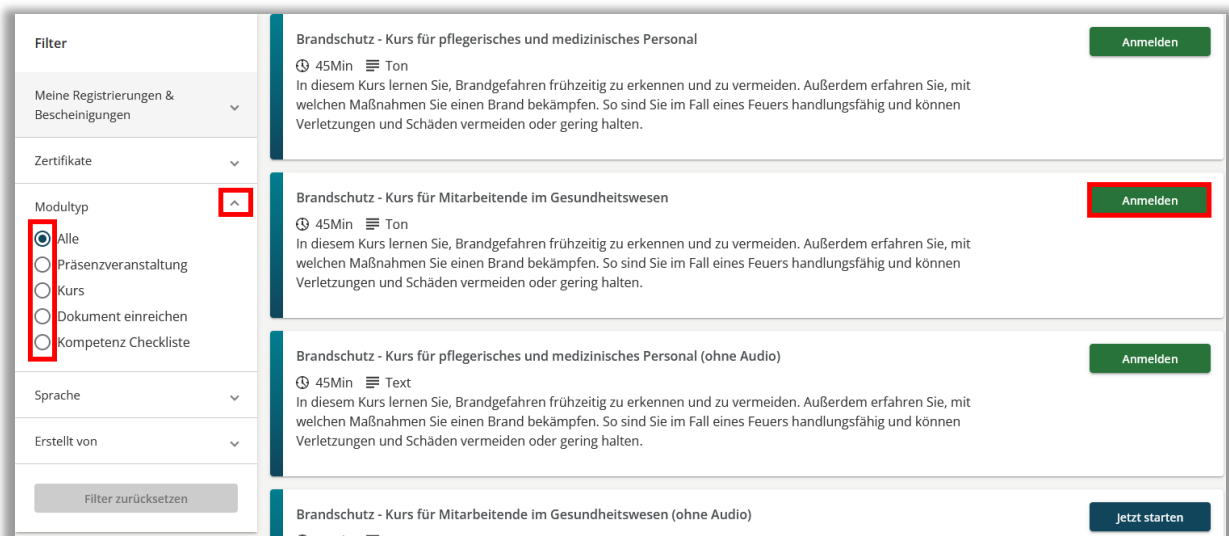 Filter
Meine Registrierungen &
Bescheinigungen
Zertifikate
Modultyp
Alle
Präsenzveranstaltung
Kurs
Dokument einreichen
Kompetenz Checkliste
Sprache
Erstellt von
Filter zurücksetzen
Brandschutz - Kurs für pflegerisches und medizinisches Personal
Anmelden
45Min Ton
In diesem Kurs lernen Sie, Brandgefahren frühzeitig zu erkennen und zu vermeiden. Außerdem erfahren Sie, mit
welchen Maßnahmen Sie einen Brand bekämpfen. So sind Sie im Fall eines Feuers handlungsfähig und können
Verletzungen und Schäden vermeiden oder gering halten.
Brandschutz - Kurs für Mitarbeitende im Gesundheitswesen
Anmelden
45Min Ton
In diesem Kurs lernen Sie, Brandgefahren frühzeitig zu erkennen und zu vermeiden. Außerdem erfahren Sie, mit
welchen Maßnahmen Sie einen Brand bekämpfen. So sind Sie im Fall eines Feuers handlungsfähig und können
Verletzungen und Schäden vermeiden oder gering halten.
Brandschutz - Kurs für pflegerisches und medizinisches Personal (ohne Audio)
Anmelden
45Min Text
In diesem Kurs lernen Sie, Brandgefahren frühzeitig zu erkennen und zu vermeiden. Außerdem erfahren Sie, mit
welchen Maßnahmen Sie einen Brand bekämpfen. So sind Sie im Fall eines Feuers handlungsfähig und können
Verletzungen und Schäden vermeiden oder gering halten.
Brandschutz - Kurs für Mitarbeitende im Gesundheitswesen (ohne Audio)
Jetzt starten